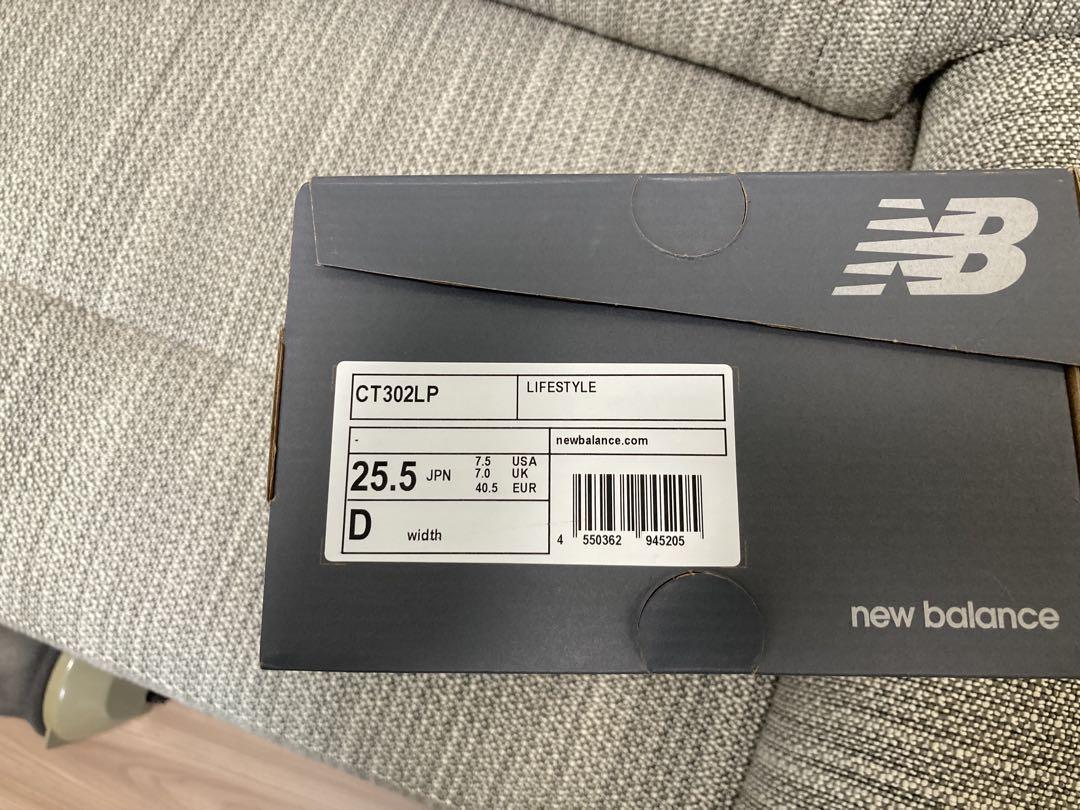 NB
CT302LP
LIFESTYLE
-
newbalance.com
25.5 JPN
7.5 USA
7.0 UK
40.5 EUR
D width
4 550362 945205
new balance